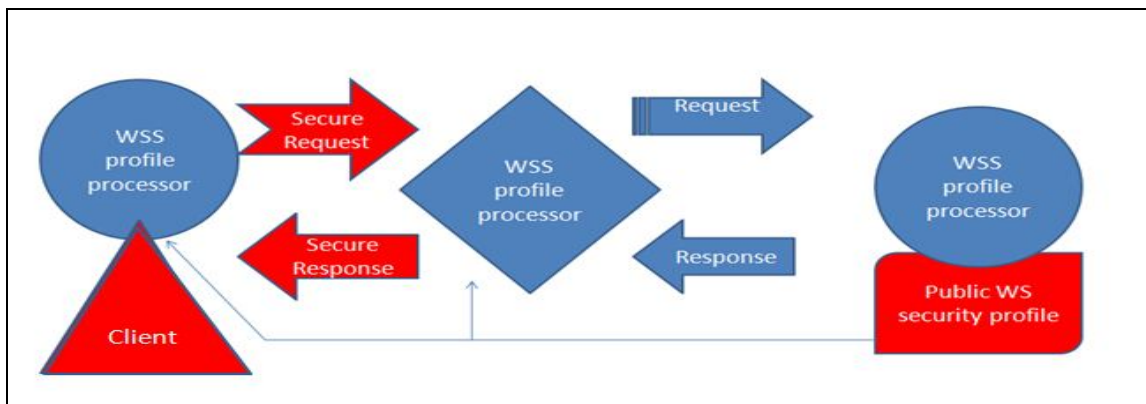 WSS
profile
processor
Secure
Request
WSS
profile
processor
Request
WSS
profile
processor
Secure
Response
Response
Client
Public WS
security profile